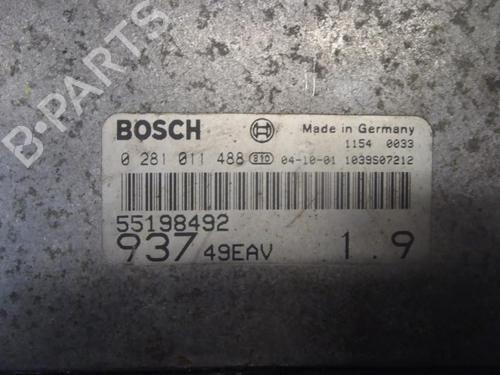 B-Parts
BOSCH Made in Germany
1154 0033
0 281 011 488 810 04-10-01 1039S07212
55198492
937 49EAV 1.9